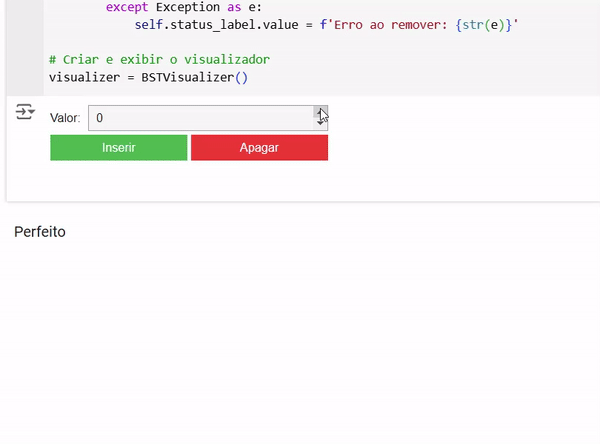 except Exception as e:
self.status_label.value = f'Erro ao remover: {str(e)}'
# Criar e exibir o visualizador
visualizer = BSTVisualizer()
Valor: 0
Inserir Apagar
Perfeito